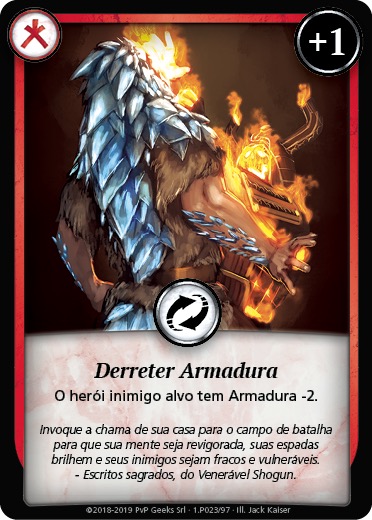 +1
Derreter Armadura
O herói inimigo alvo tem Armadura -2.
Invoque a chama de sua casa para o campo de batalha
para que sua mente seja revigorada, suas espadas
brilhem e seus inimigos sejam fracos e vulneráveis.
- Escritos sagrados, do Venerável Shogun.
©2018-2019 PvP Geeks Srl · 1.P023/97 · Ill. Jack Kaiser